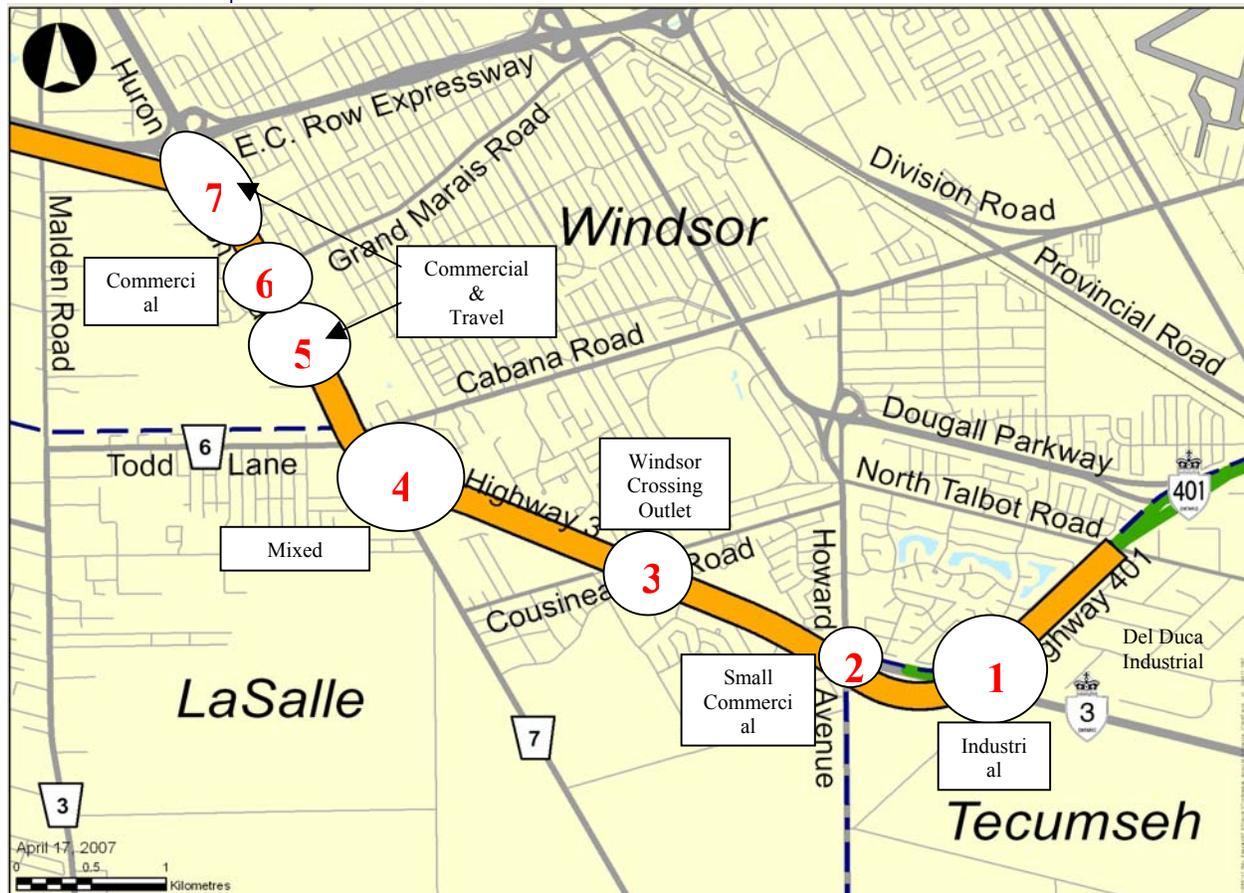 Huron
E.C. Row Expressway
Grand Marais Road
Division Road
Windsor
Malden Road
7
Commerci
al
6
Commercial
&
Travel
Provincial Road
5
Cabana Road
Dougall Parkway
6
Todd Lane
4
Highway 3
Windsor
Crossing
Outlet
North Talbot Road
401
Mixed
3
Cousinea
Road
Howard
Avenue
ghway 401
Del Duca
Industrial
2
Small
Commerci
al
1
3
Industri
al
LaSalle
7
Tecumseh
3
April 17, 2007
0 0.5 1
Kilometres